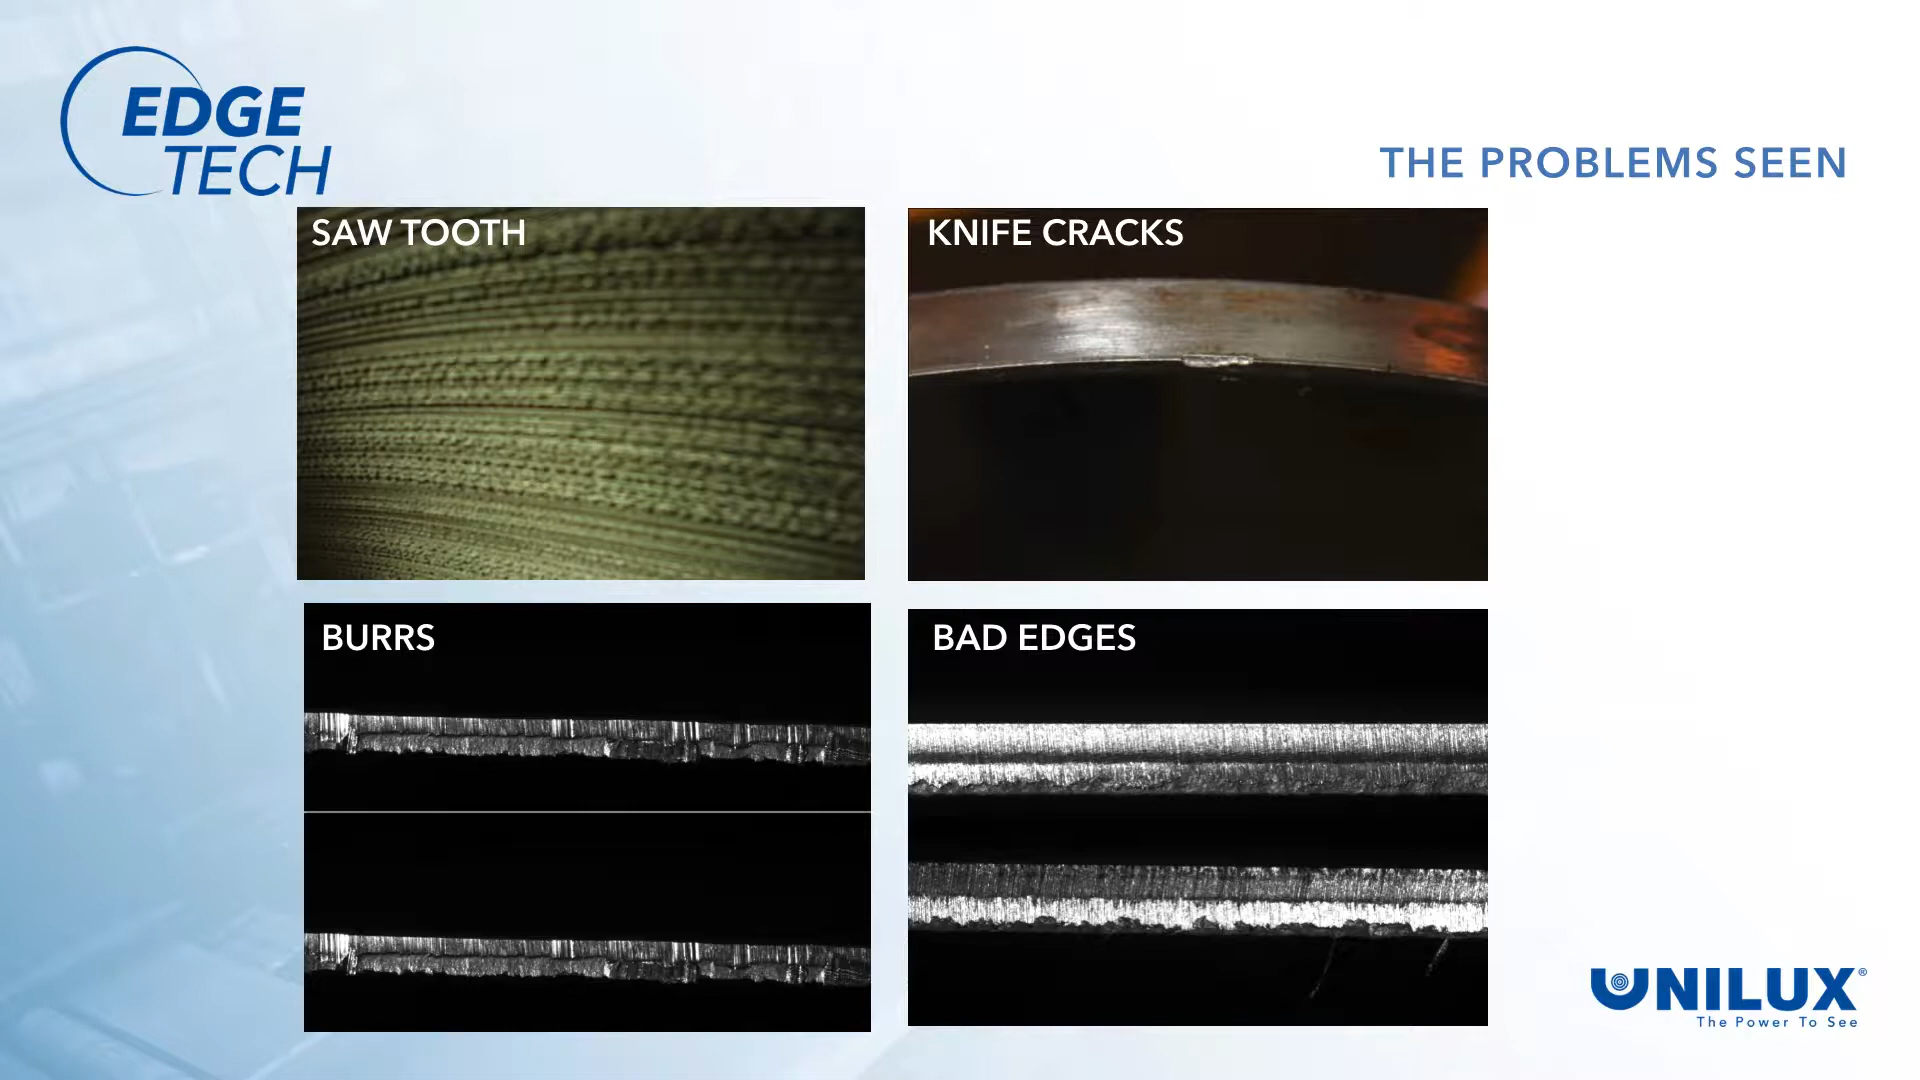 EDGE
TECH
THE PROBLEMS SEEN
SAW TOOTH
KNIFE CRACKS
BURRS
BAD EDGES
UNILUX®
The Power To See